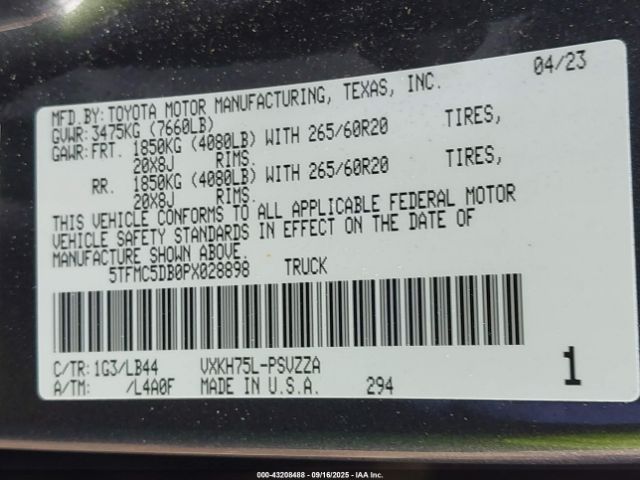 MFD.BY: TOYOTA MOTOR MANUFACTURING, TEXAS, INC. 04/23
GVWR: 3475KG (7660LB)
GAWR: FRT. 1850KG (4080LB) WITH 265/60R20 TIRES,
20X8J RIMS.
RR. 1850KG (4080LB) WITH 265/60R20 TIRES,
20X8J RIMS.
THIS VEHICLE CONFORMS TO ALL APPLICABLE FEDERAL MOTOR
VEHICLE SAFETY STANDARDS IN EFFECT ON THE DATE OF
MANUFACTURE SHOWN ABOVE.
5TFMC5DB0PX028898 TRUCK
C/TR: 1G3/LB44 VXKH75L-PSVZZA
A/TM: /L4A0F MADE IN U.S.A. 294 1
000-43208488 - 09/16/2025 - IAA Inc.